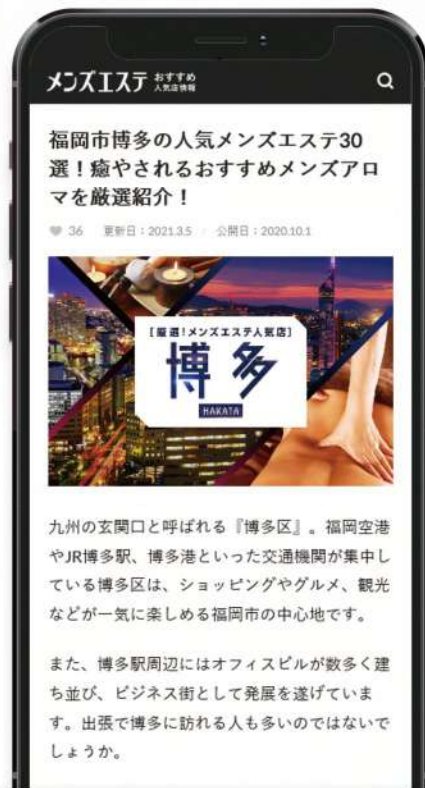 メンズエステ おすすめ人気店情報
福岡市博多の人気メンズエステ30
選！癒やされるおすすめメンズアロ
マを厳選紹介！
36 更新日：2021.3.5 / 公開日：2020.10.1
［厳選！メンズエステ人気店］
博多
HAKATA
九州の玄関口と呼ばれる『博多区』。福岡空港
やJR博多駅、博多港といった交通機関が集中し
ている博多区は、ショッピングやグルメ、観光
などが一気に楽しめる福岡市の中心地です。
また、博多駅周辺にはオフィスビルが数多く建
ち並び、ビジネス街として発展を遂げていま
す。出張で博多に訪れる人も多いのではないで
しょうか。